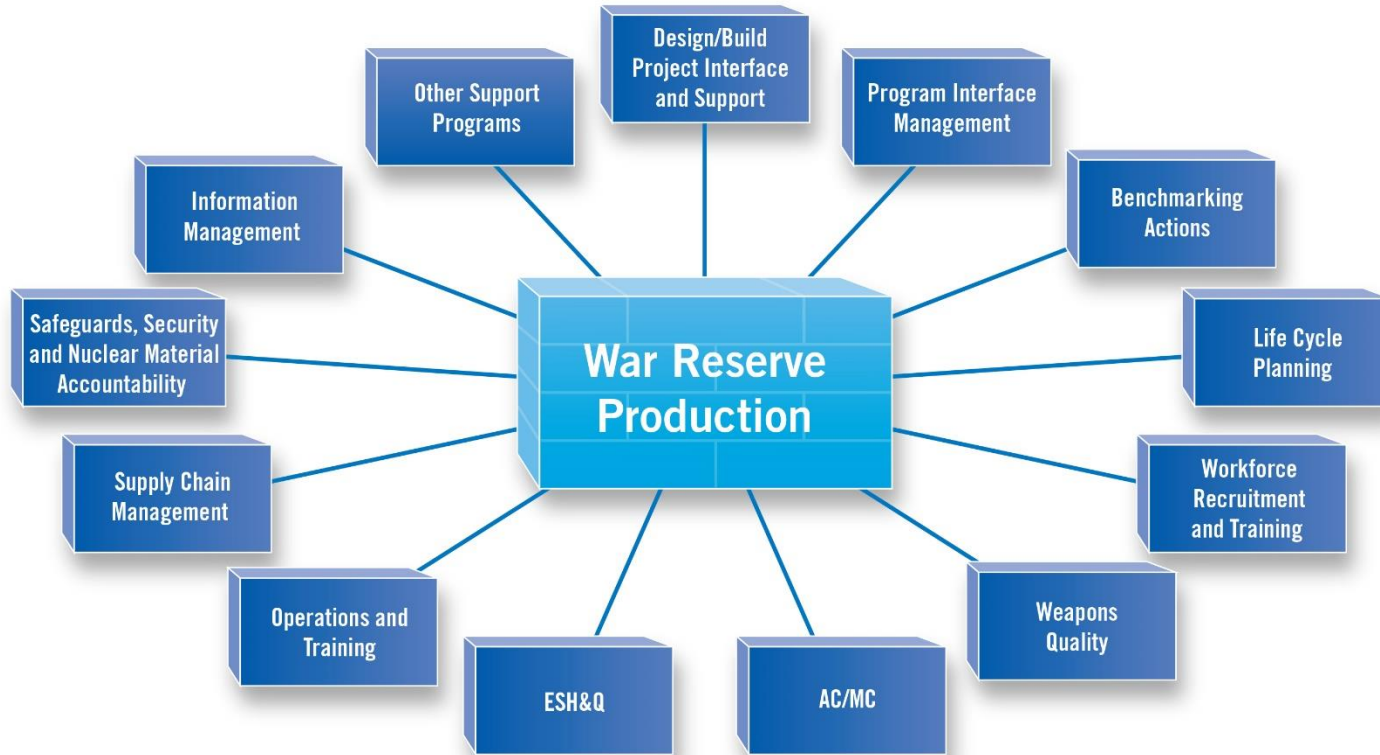 Design/Build
Project Interface
and Support
Other Support
Programs
Program Interface
Management
Information
Management
Benchmarking
Actions
Safeguards, Security
and Nuclear Material
Accountability
War Reserve
Production
Life Cycle
Planning
Supply Chain
Management
Workforce
Recruitment
and Training
Operations and
Training
Weapons
Quality
ESH&Q
AC/MC